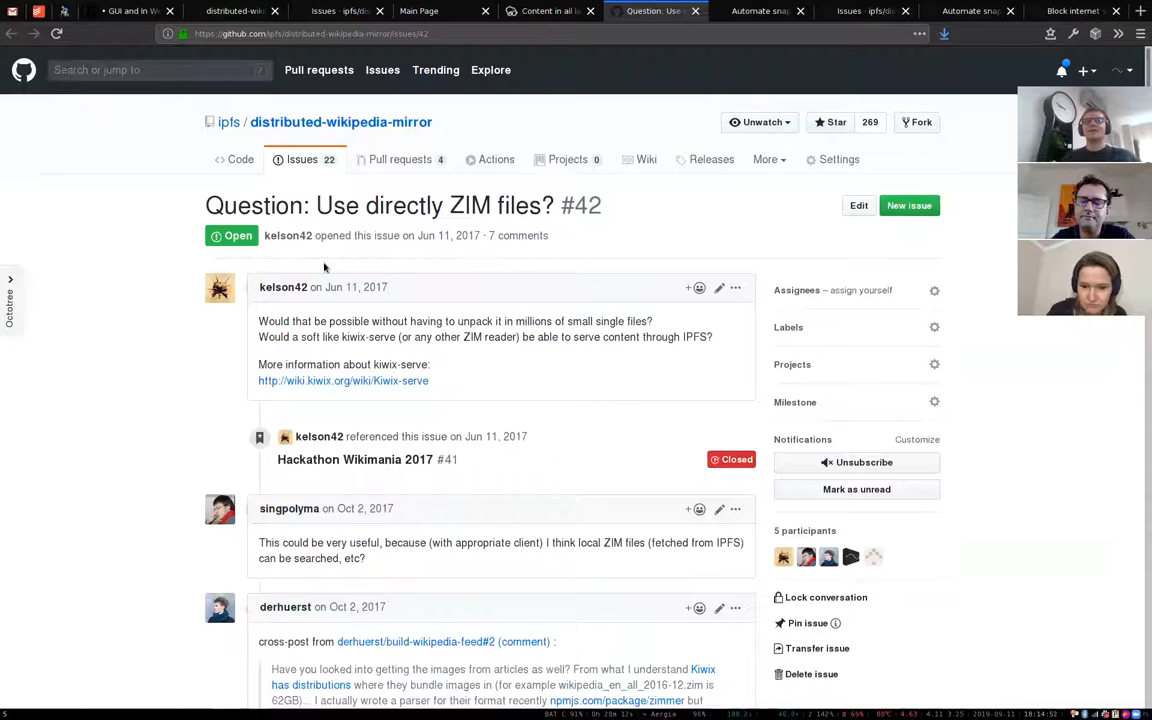 • GUI and In W
distributed-wiki
Issues · ipfs/dis
Main Page
Content in all la
Question: Use d
Automate snap
Issues · ipfs/dis
Automate snap
Block internet s
https://github.com/ipfs/distributed-wikipedia-mirror/issues/42
Search or jump to
Pull requests Issues Trending Explore
ipfs / distributed-wikipedia-mirror
Unwatch Star 269 Fork
Code Issues 22 Pull requests 4 Actions Projects 0 Wiki Releases More Settings
Question: Use directly ZIM files? #42
Edit New issue
Open kelson42 opened this issue on Jun 11, 2017 · 7 comments
Octotree
kelson42 on Jun 11, 2017
Would that be possible without having to unpack it in millions of small single files?
Would a soft like kiwix-serve (or any other ZIM reader) be able to serve content through IPFS?
More information about kiwix-serve:
http://wiki.kiwix.org/wiki/Kiwix-serve
kelson42 referenced this issue on Jun 11, 2017
Hackathon Wikimania 2017 #41
Closed
singpolyma on Oct 2, 2017
This could be very useful, because (with appropriate client) I think local ZIM files (fetched from IPFS)
can be searched, etc?
derhuerst on Oct 2, 2017
cross-post from derhuerst/build-wikipedia-feed#2 (comment) :
Have you looked into getting the images from articles as well? From what I understand Kiwix
has distributions where they bundle images in (for example wikipedia_en_all_2016-12.zim is
62GB)... I actually wrote a parser for their format recently npmjs.com/package/zimmer but
Assignees – assign yourself
Labels
Projects
Milestone
Notifications Customize
Unsubscribe
Mark as unread
5 participants
Lock conversation
Pin issue
Transfer issue
Delete issue
5
2019-09-11 18:14:52